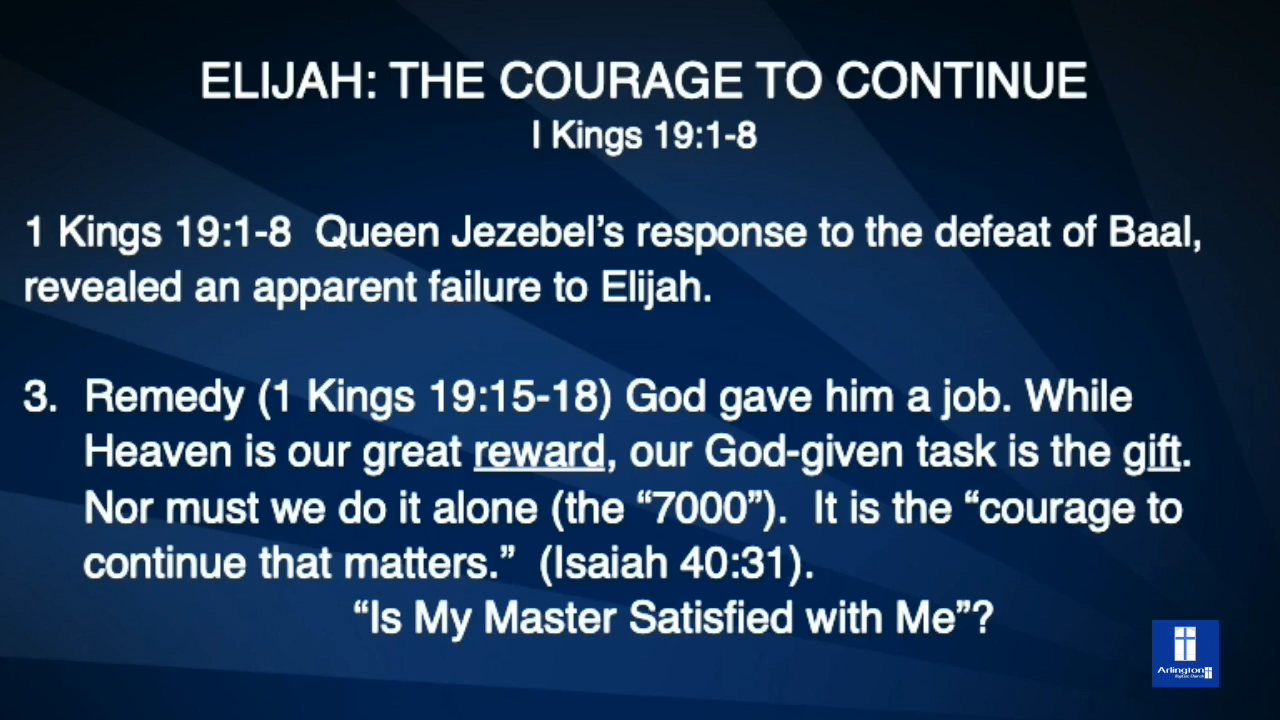 ELIJAH: THE COURAGE TO CONTINUE
I Kings 19:1-8
1 Kings 19:1-8  Queen Jezebel’s response to the defeat of Baal,
revealed an apparent failure to Elijah.
3.  Remedy (1 Kings 19:15-18) God gave him a job. While
Heaven is our great reward, our God-given task is the gift.
Nor must we do it alone (the “7000”).  It is the “courage to
continue that matters.”  (Isaiah 40:31).
“Is My Master Satisfied with Me”?
Arlington
Baptist Church